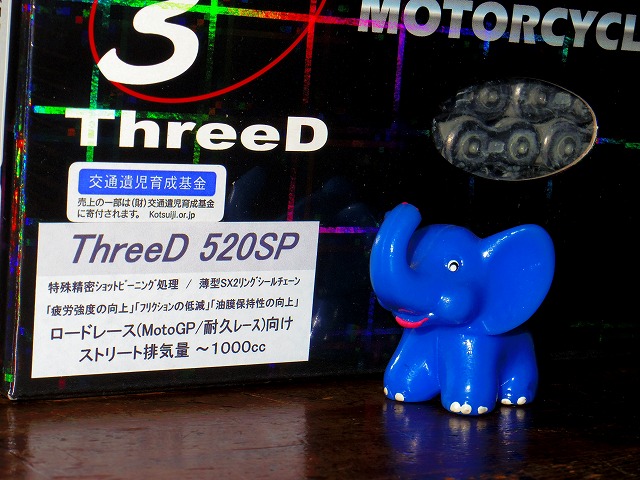 3
MOTORCYCL
ThreeD
交通遺児育成基金
売上の一部は(財)交通遺児育成基金
に寄付されます。 Kotsuiji.or.jp
ThreeD 520SP
特殊精密ショットピーニング処理 / 薄型SX2リングシールチェーン
「疲労強度の向上」「フリクションの低減」「油膜保持性の向上」
ロードレース(MotoGP/耐久レース)向け
ストリート排気量 ～1000cc